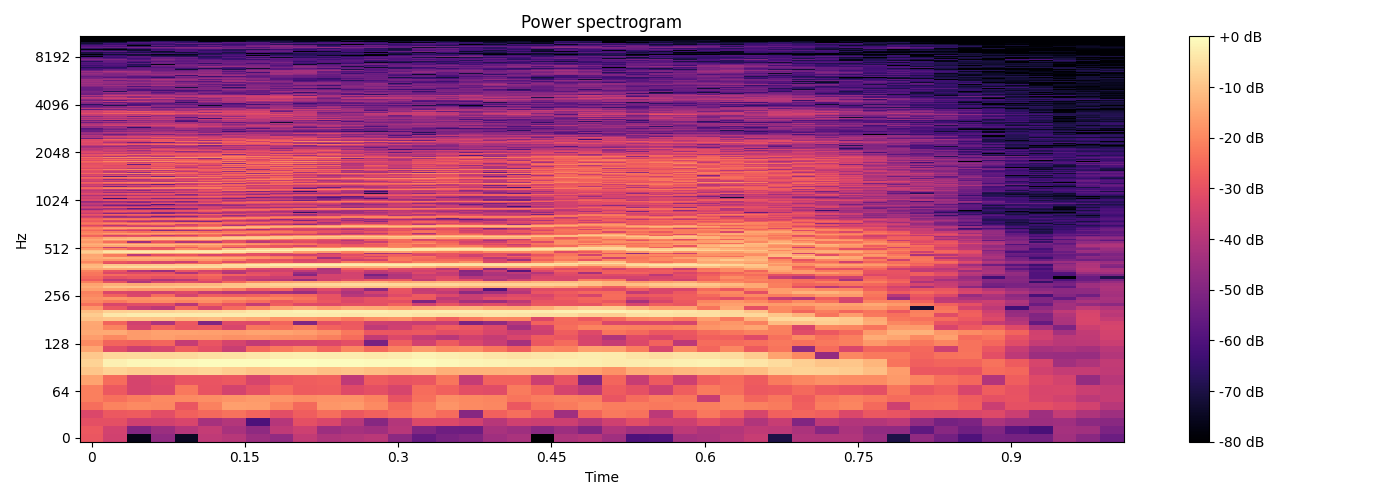 Power spectrogram
Hz
8192
4096
2048
1024
512
256
128
64
0
0 0.15 0.3 0.45 0.6 0.75 0.9
Time
+0 dB
-10 dB
-20 dB
-30 dB
-40 dB
-50 dB
-60 dB
-70 dB
-80 dB